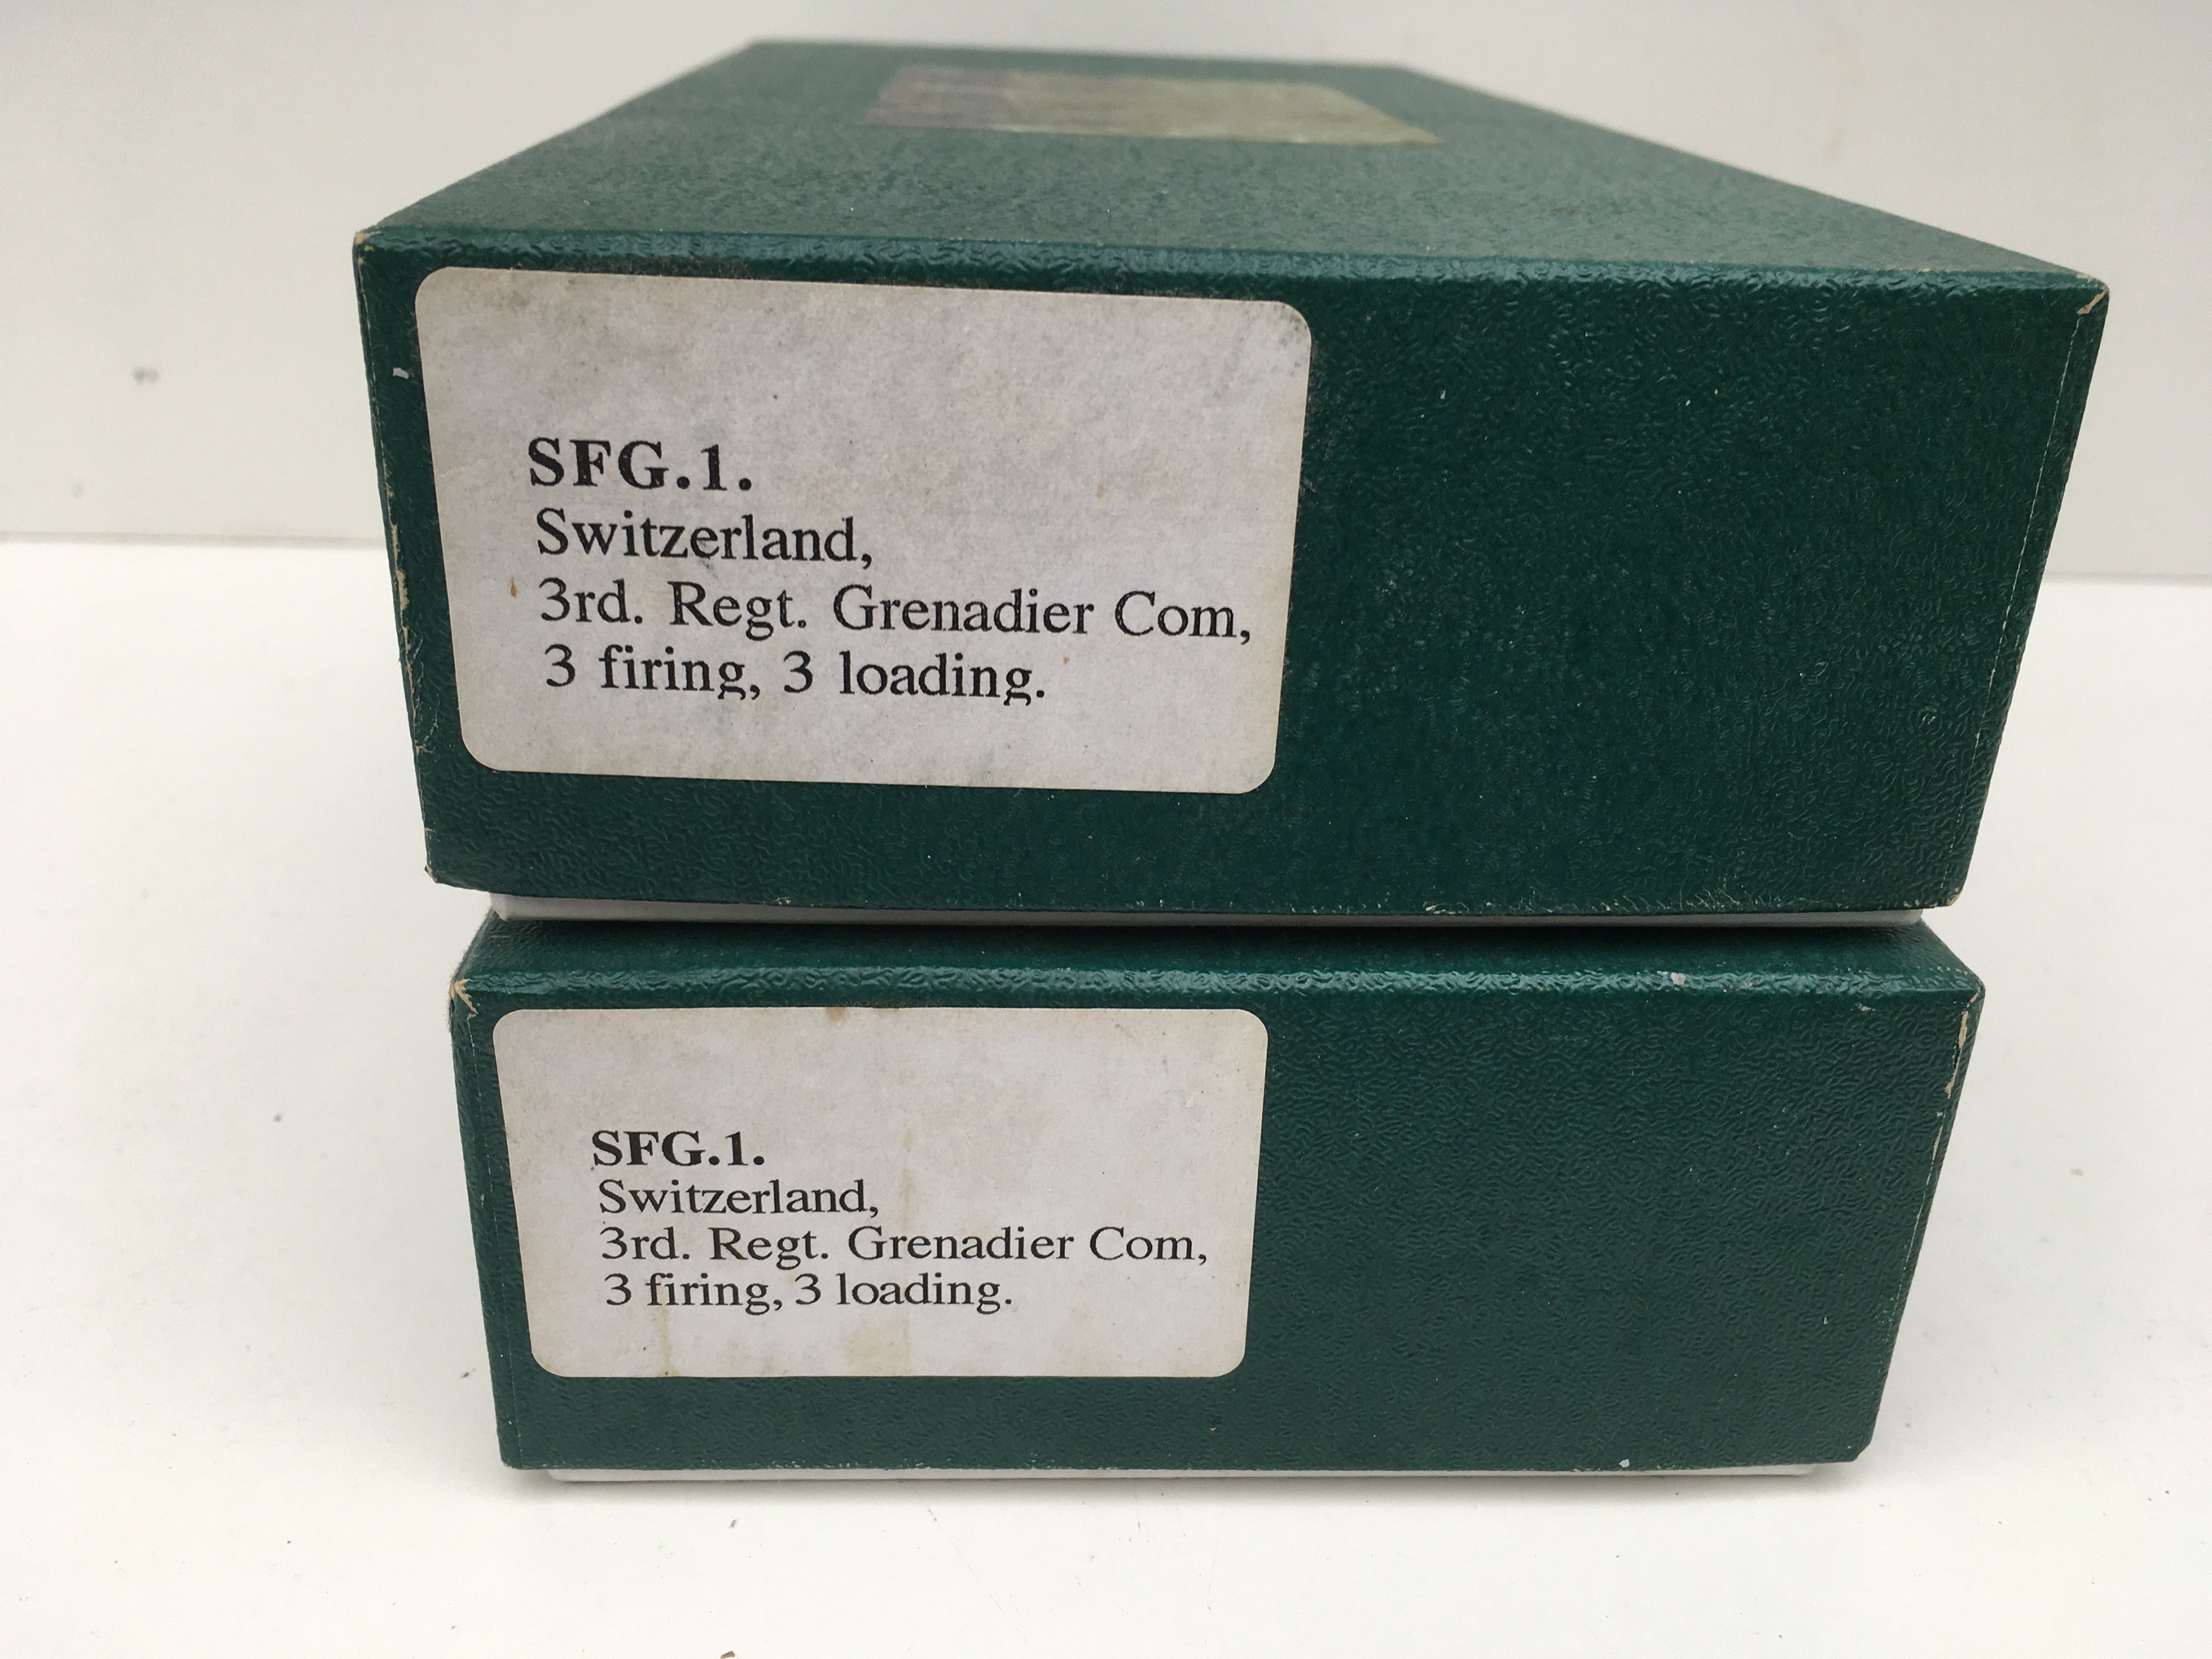 SFG.1.
Switzerland,
3rd. Regt. Grenadier Com,
3 firing, 3 loading.
SFG.1.
Switzerland,
3rd. Regt. Grenadier Com,
3 firing, 3 loading.